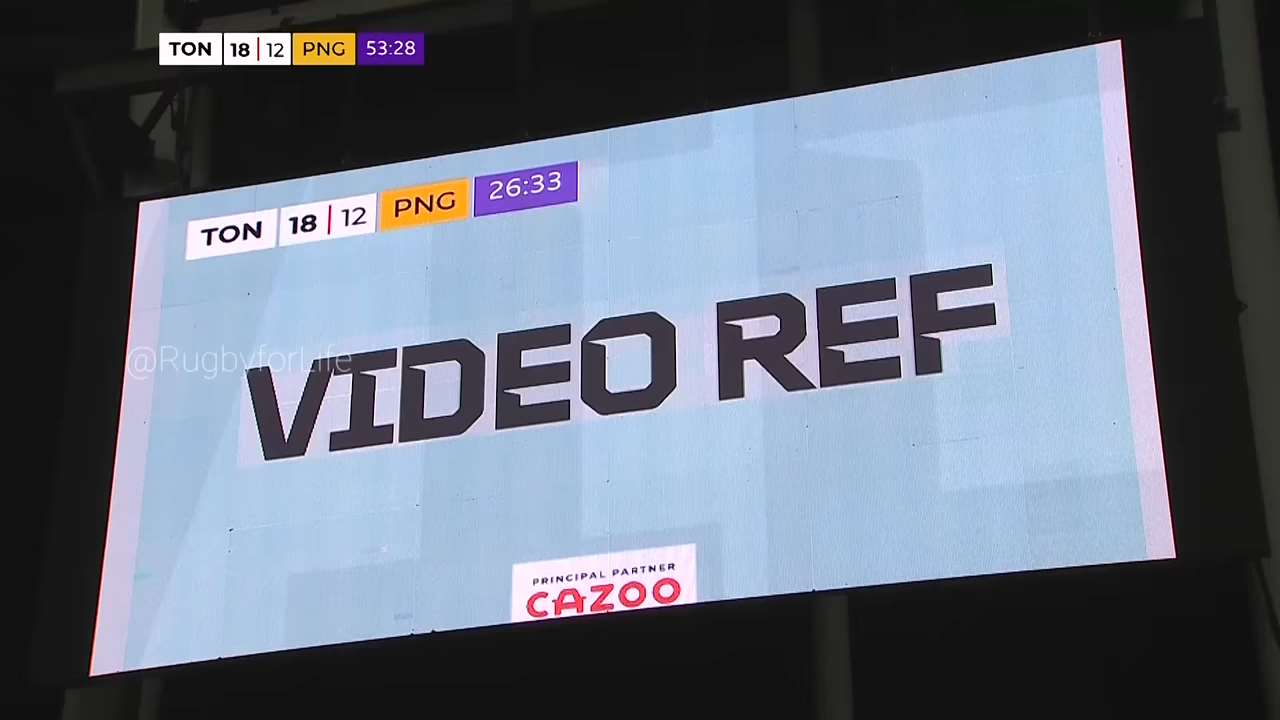 TON 18 | 12 PNG 53:28
TON 18 | 12 PNG 26:33
VIDEO REF
@RugbyforLife
PRINCIPAL PARTNER
CAZOO